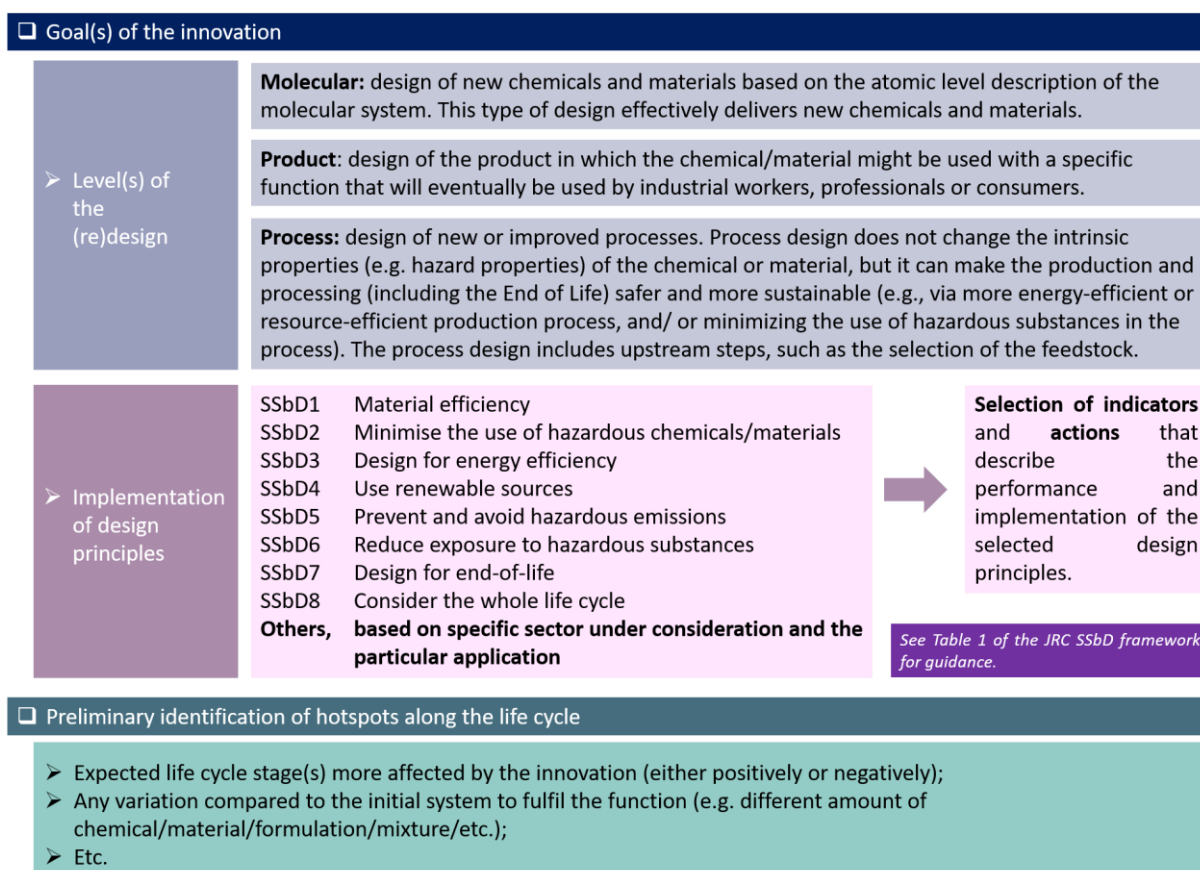 ❑ Goal(s) of the innovation
➢ Level(s) of
the
(re)design
Molecular: design of new chemicals and materials based on the atomic level description of the
molecular system. This type of design effectively delivers new chemicals and materials.
Product: design of the product in which the chemical/material might be used with a specific
function that will eventually be used by industrial workers, professionals or consumers.
Process: design of new or improved processes. Process design does not change the intrinsic
properties (e.g. hazard properties) of the chemical or material, but it can make the production and
processing (including the End of Life) safer and more sustainable (e.g., via more energy-efficient or
resource-efficient production process, and/ or minimizing the use of hazardous substances in the
process). The process design includes upstream steps, such as the selection of the feedstock.
➢ Implementation
of design
principles
SSbD1 Material efficiency
SSbD2 Minimise the use of hazardous chemicals/materials
SSbD3 Design for energy efficiency
SSbD4 Use renewable sources
SSbD5 Prevent and avoid hazardous emissions
SSbD6 Reduce exposure to hazardous substances
SSbD7 Design for end-of-life
SSbD8 Consider the whole life cycle
Others, based on specific sector under consideration and the
particular application
Selection of indicators
and actions that
describe the
performance and
implementation of the
selected design
principles.
See Table 1 of the JRC SSbD framework
for guidance.
❑ Preliminary identification of hotspots along the life cycle
➢ Expected life cycle stage(s) more affected by the innovation (either positively or negatively);
➢ Any variation compared to the initial system to fulfil the function (e.g. different amount of
chemical/material/formulation/mixture/etc.);
➢ Etc.